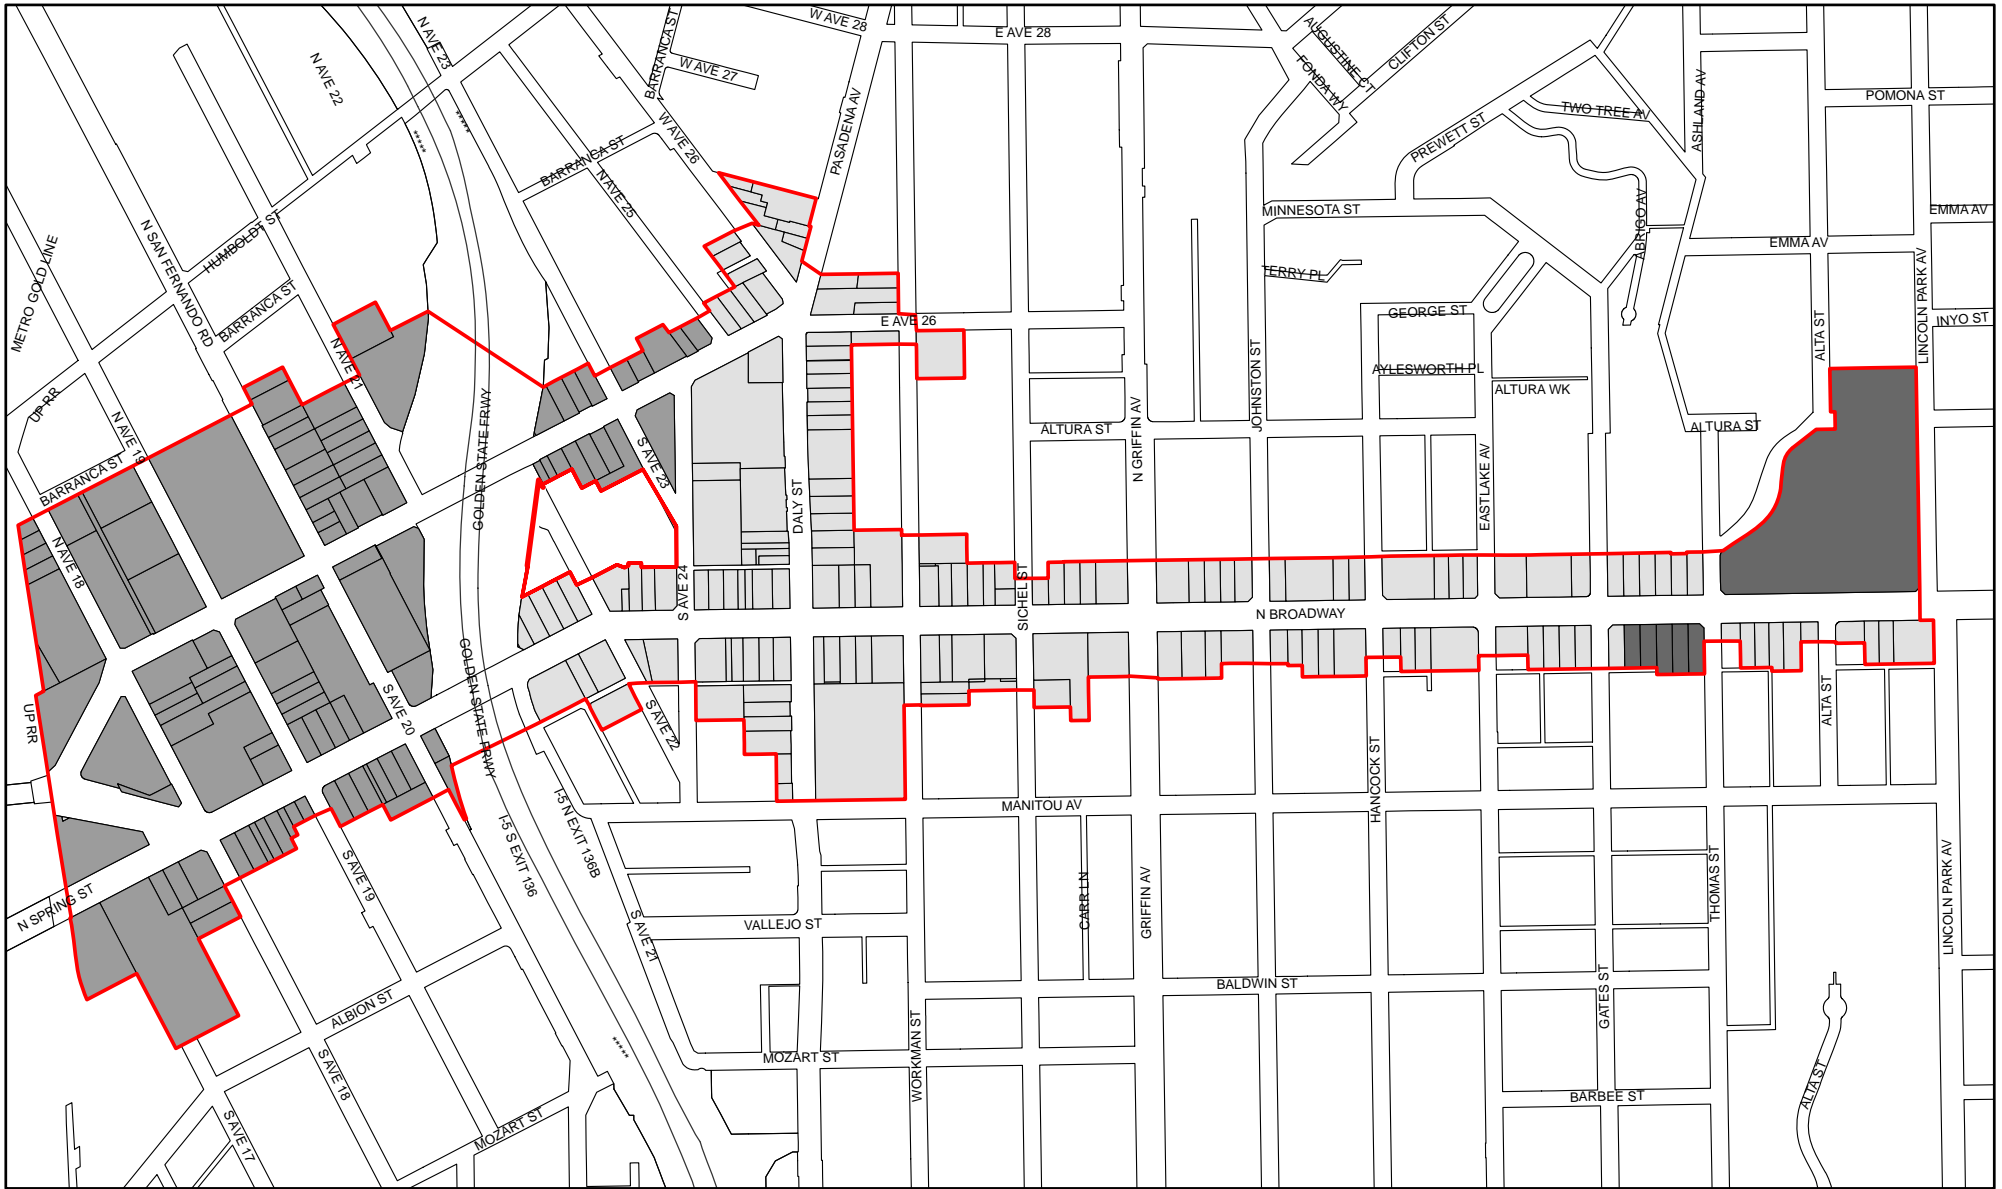 W AVE 28
E AVE 28
N AVE 23
BARRANCA ST
AUGUSTINE CT
CLIFTON ST
N AVE 22
W AVE 27
FONDA WY
ASHLAND AV
POMONA ST
TWO TREE AV
PASADENA AV
W AVE 26
PREWETT ST
*****
*****
BARRANCA ST
N AVE 25
MINNESOTA ST
ABRIGO AV
EMMA AV
EMMA AV
HUMBOLDT ST
N SAN FERNANDO RD
METRO GOLD LINE
TERRY PL
LINCOLN PARK AV
BARRANCA ST
GEORGE ST
E AVE 26
INYO ST
ALTA ST
N AVE 21
AYLESWORTH PL
ALTURA WK
JOHNSTON ST
UP RR
N AVE 19
GOLDEN STATE FRWY
ALTURA ST
ALTURA ST
N GRIFFIN AV
S AVE 23
BARRANCA ST
EASTLAKE AV
DALY ST
N AVE 18
S AVE 24
SICHEL ST
N BROADWAY
GOLDEN STATE FRWY
S AVE 20
UP RR
S AVE 22
ALTA ST
HANCOCK ST
MANITOU AV
I-5 N EXIT 136B
I-5 S EXIT 136
S AVE 19
N SPRING ST
THOMAS ST
CARR LN
GRIFFIN AV
LINCOLN PARK AV
VALLEJO ST
S AVE 21
BALDWIN ST
GATES ST
ALBION ST
*****
MOZART ST
WORKMAN ST
S AVE 18
ALTA ST
BARBEE ST
S AVE 17
MOZART ST